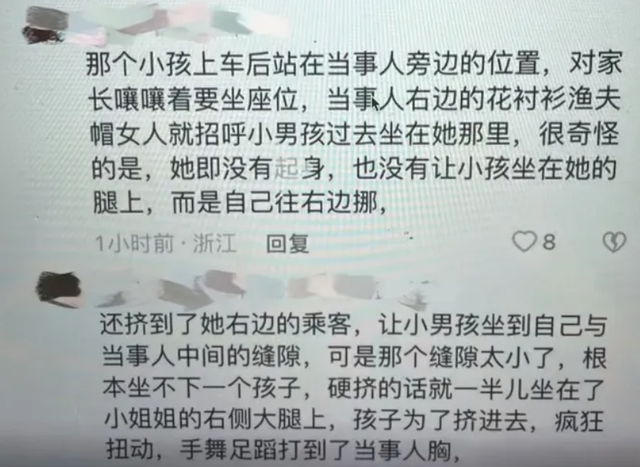 那个小孩上车后站在当事人旁边的位置，对家
长嚷嚷着要坐座位，当事人右边的花衬衫渔夫
帽女人就招呼小男孩过去坐在她那里，很奇怪
的是，她即没有起身，也没有让小孩坐在她的
腿上，而是自己往右边挪，
1小时前·浙江 回复 8
还挤到了她右边的乘客，让小男孩坐到自己与
当事人中间的缝隙，可是那个缝隙太小了，根
本坐不下一个孩子，硬挤的话就一半儿坐在了
小姐姐的右侧大腿上，孩子为了挤进去，疯狂
扭动，手舞足蹈打到了当事人胸，